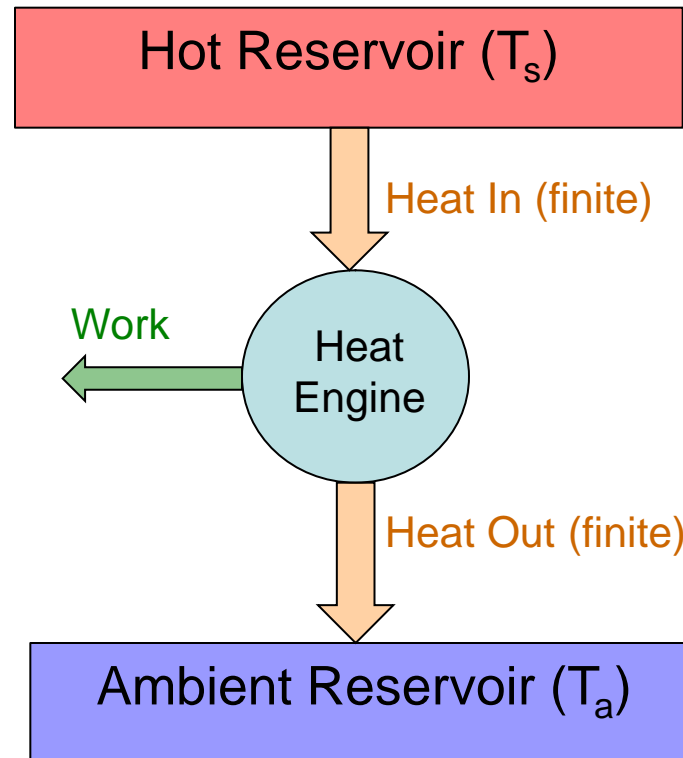 Hot Reservoir (Tₛ)
Heat In (finite)
Work
Heat
Engine
Heat Out (finite)
Ambient Reservoir (Tₐ)